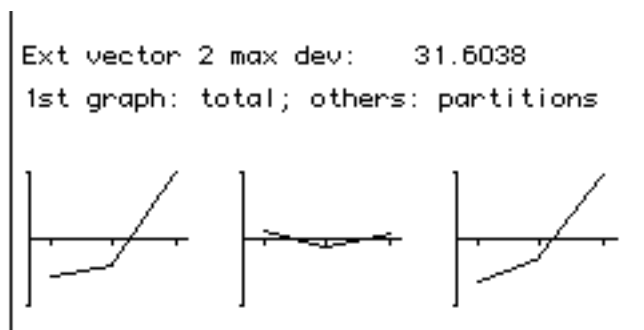 Ext vector 2 max dev: 31.6038
1st graph: total; others: partitions